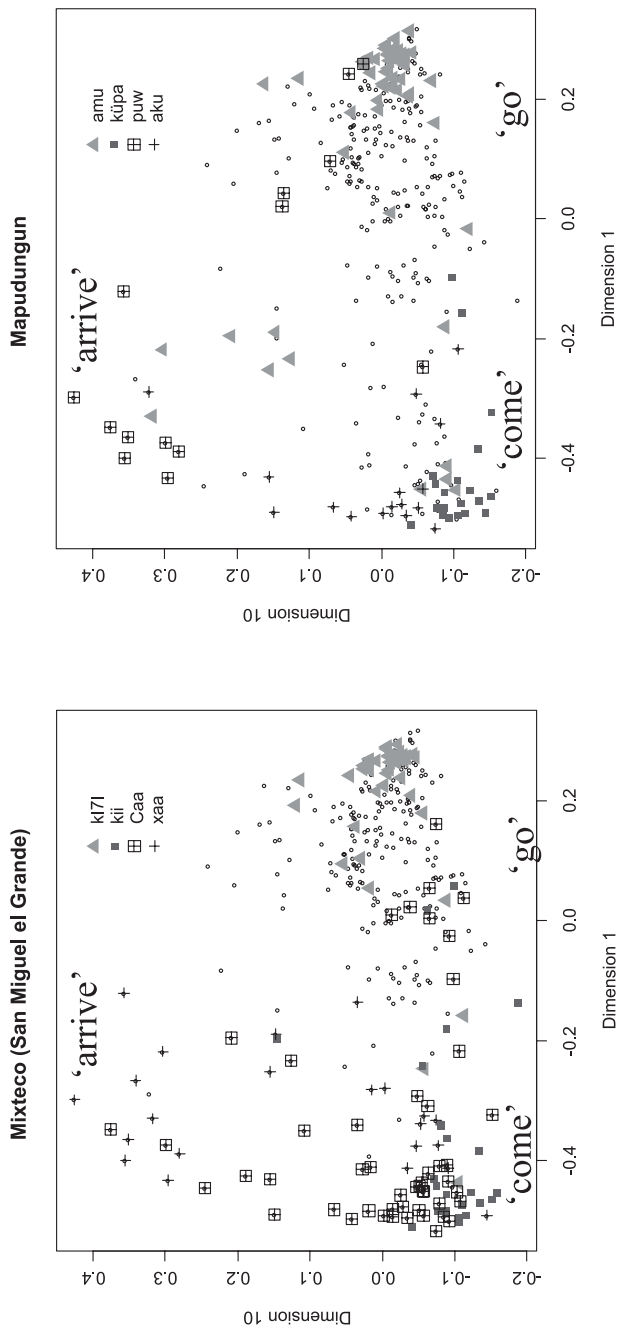 Mixteco (San Miguel el Grande)
kI7I
kii
Caa
xaa
'arrive'
'come'
'go'
Dimension 10
0.4
0.3
0.2
0.1
0.0
-0.1
-0.2
-0.4
-0.2
0.0
0.2
Dimension 1
Mapudungun
amu
küpa
puw
aku
'arrive'
'come'
'go'
Dimension 10
0.4
0.3
0.2
0.1
0.0
-0.1
-0.2
-0.4
-0.2
0.0
0.2
Dimension 1